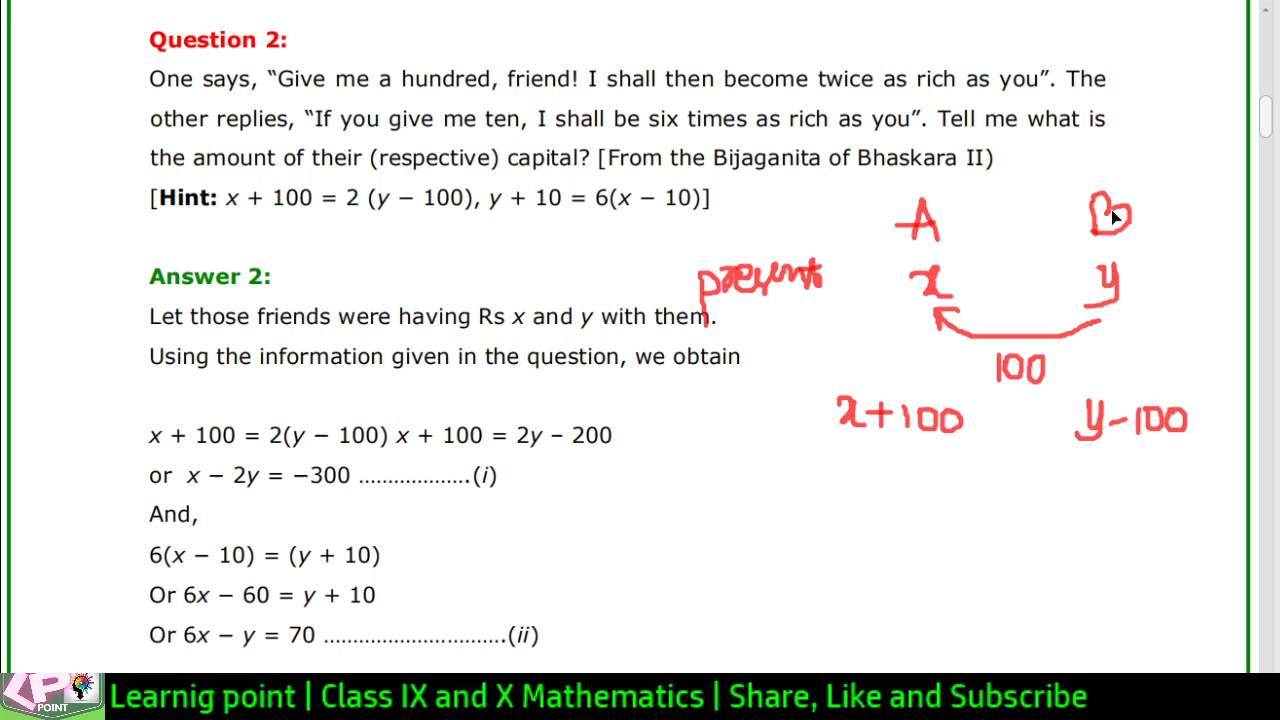 Question 2:
One says, “Give me a hundred, friend! I shall then become twice as rich as you”. The
other replies, “If you give me ten, I shall be six times as rich as you”. Tell me what is
the amount of their (respective) capital? [From the Bijaganita of Bhaskara II)
[Hint: x + 100 = 2 (y − 100), y + 10 = 6(x − 10)]
A B
Answer 2:
present x y
Let those friends were having Rs x and y with them.
Using the information given in the question, we obtain
100
x+100 y-100
x + 100 = 2(y − 100) x + 100 = 2y – 200
or x − 2y = −300 ...................(i)
And,
6(x − 10) = (y + 10)
Or 6x − 60 = y + 10
Or 6x − y = 70 ..............................(ii)
P
POINT
Learnig point | Class IX and X Mathematics | Share, Like and Subscribe